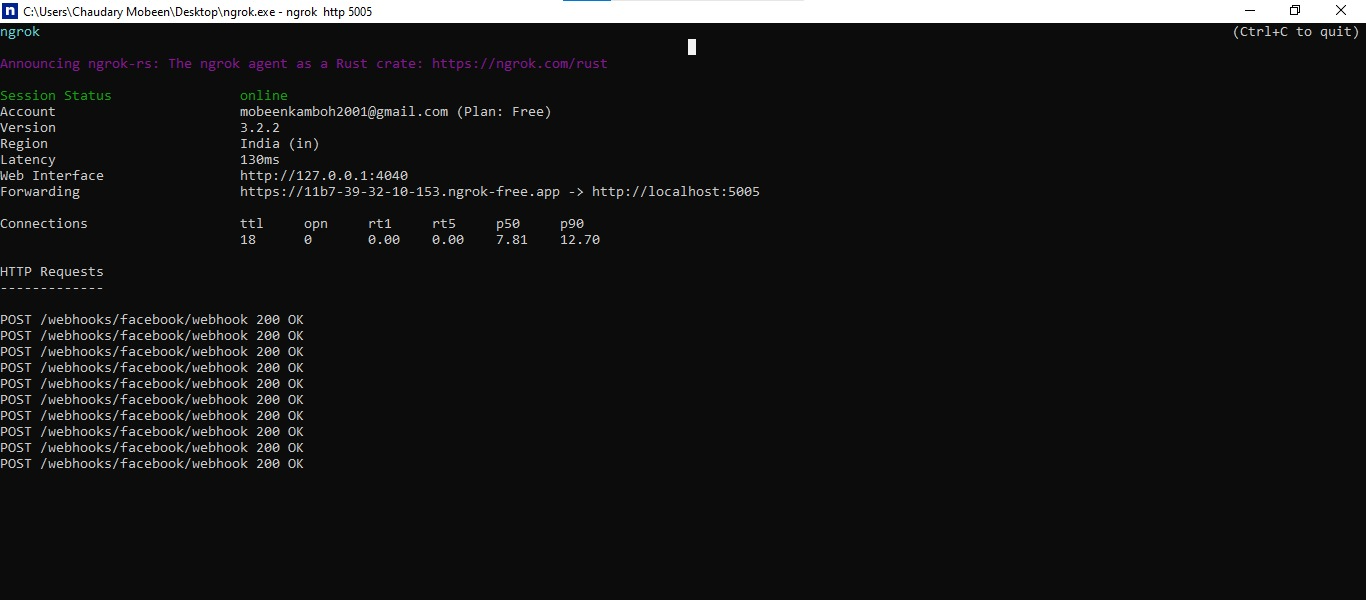 n C:\Users\Chaudary Mobeen\Desktop\ngrok.exe - ngrok  http 5005
ngrok (Ctrl+C to quit)
Announcing ngrok-rs: The ngrok agent as a Rust crate: https://ngrok.com/rust
Session Status online
Account mobeenkamboh2001@gmail.com (Plan: Free)
Version 3.2.2
Region India (in)
Latency 130ms
Web Interface http://127.0.0.1:4040
Forwarding https://11b7-39-32-10-153.ngrok-free.app -> http://localhost:5005
Connections ttl opn rt1 rt5 p50 p90
18 0 0.00 0.00 7.81 12.70
HTTP Requests
-------------
POST /webhooks/facebook/webhook 200 OK
POST /webhooks/facebook/webhook 200 OK
POST /webhooks/facebook/webhook 200 OK
POST /webhooks/facebook/webhook 200 OK
POST /webhooks/facebook/webhook 200 OK
POST /webhooks/facebook/webhook 200 OK
POST /webhooks/facebook/webhook 200 OK
POST /webhooks/facebook/webhook 200 OK
POST /webhooks/facebook/webhook 200 OK
POST /webhooks/facebook/webhook 200 OK